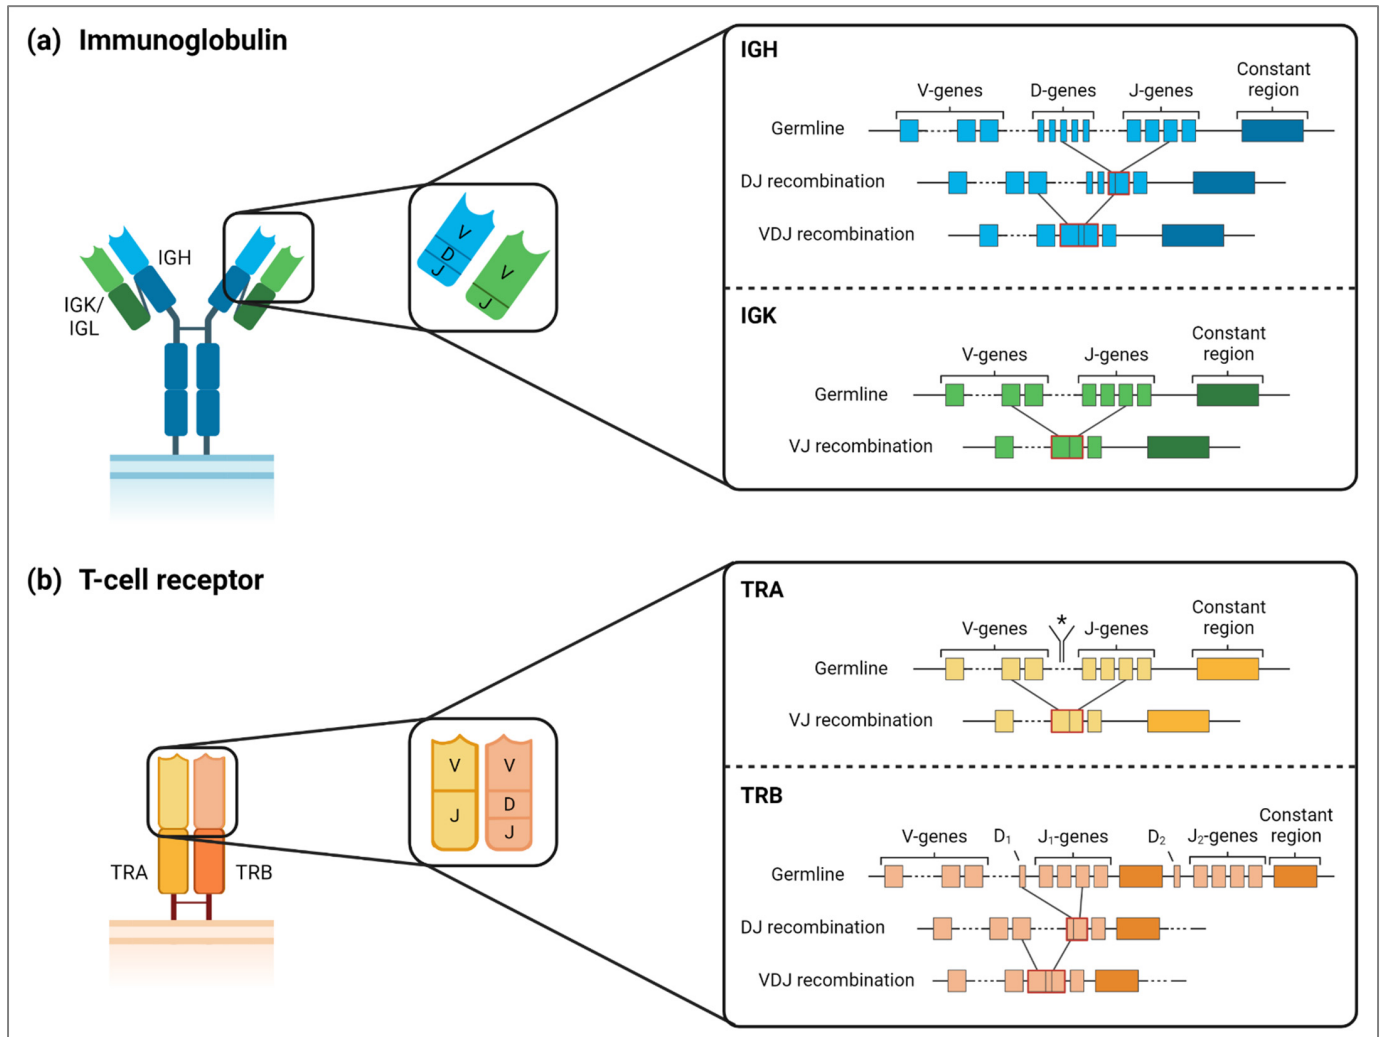 (a) Immunoglobulin
IGH
IGK/
IGL
V
D
J
V
J
IGH
V-genes D-genes J-genes Constant
region
Germline
DJ recombination
VDJ recombination
IGK
V-genes J-genes Constant
region
Germline
VJ recombination
(b) T-cell receptor
TRA
TRB
V
J
V
D
J
TRA
V-genes * J-genes Constant
region
Germline
VJ recombination
TRB
V-genes D1 J1-genes D2 J2-genes Constant
region
Germline
DJ recombination
VDJ recombination